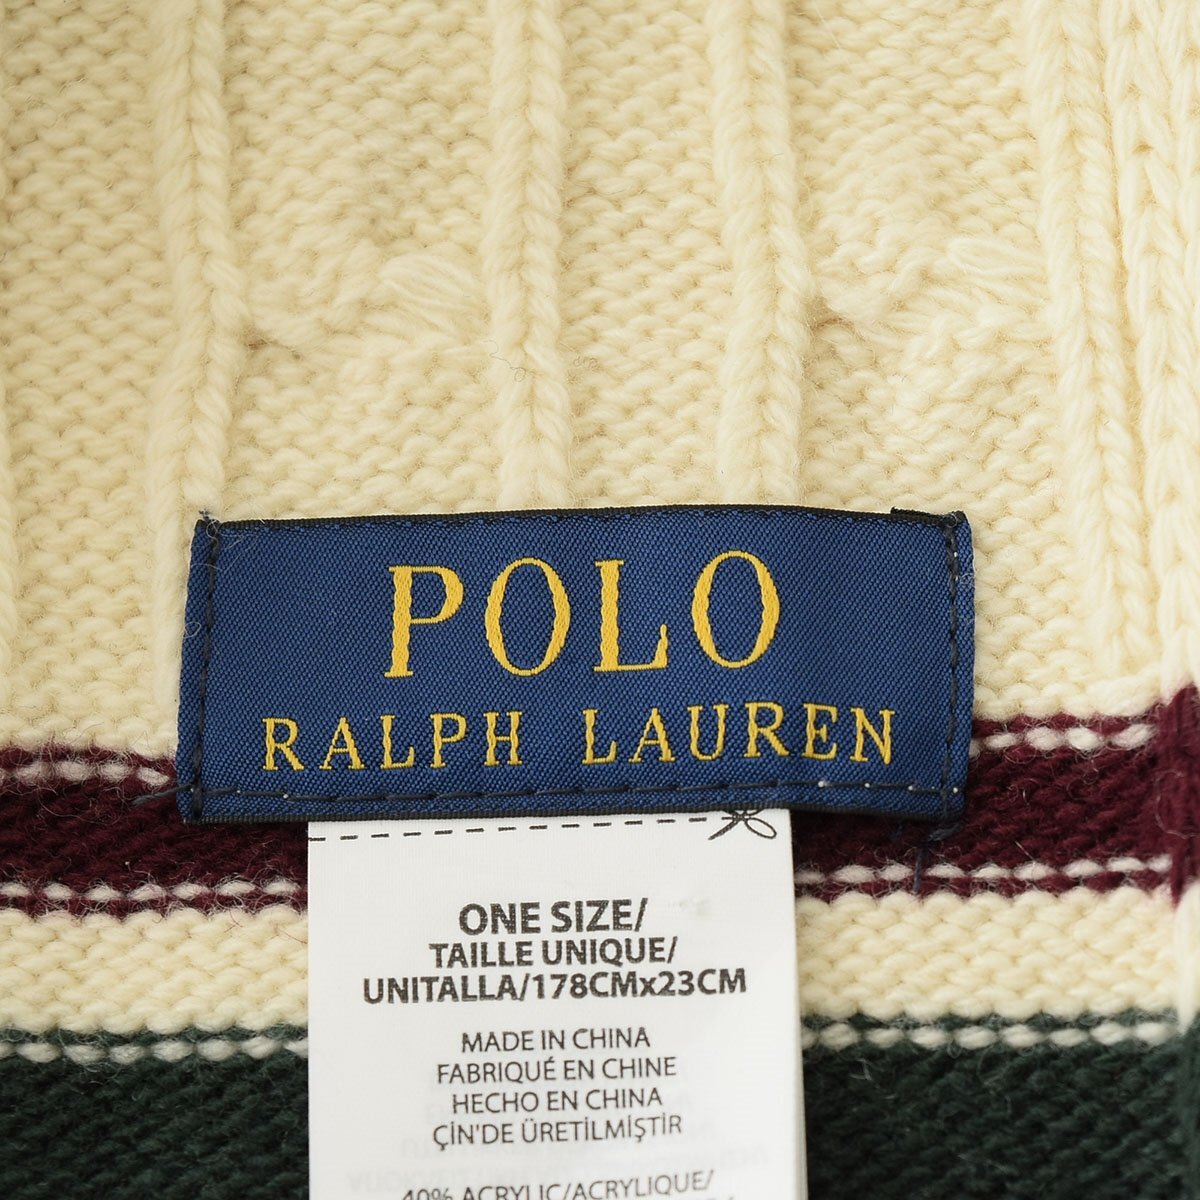 POLO
RALPH LAUREN
ONE SIZE/
TAILLE UNIQUE/
UNITALLA/178CMx23CM
MADE IN CHINA
FABRIQUÉ EN CHINE
HECHO EN CHINA
ÇİN'DE ÜRETİLMİŞTİR
40% ACRYLIC/ACRYLIQUE/